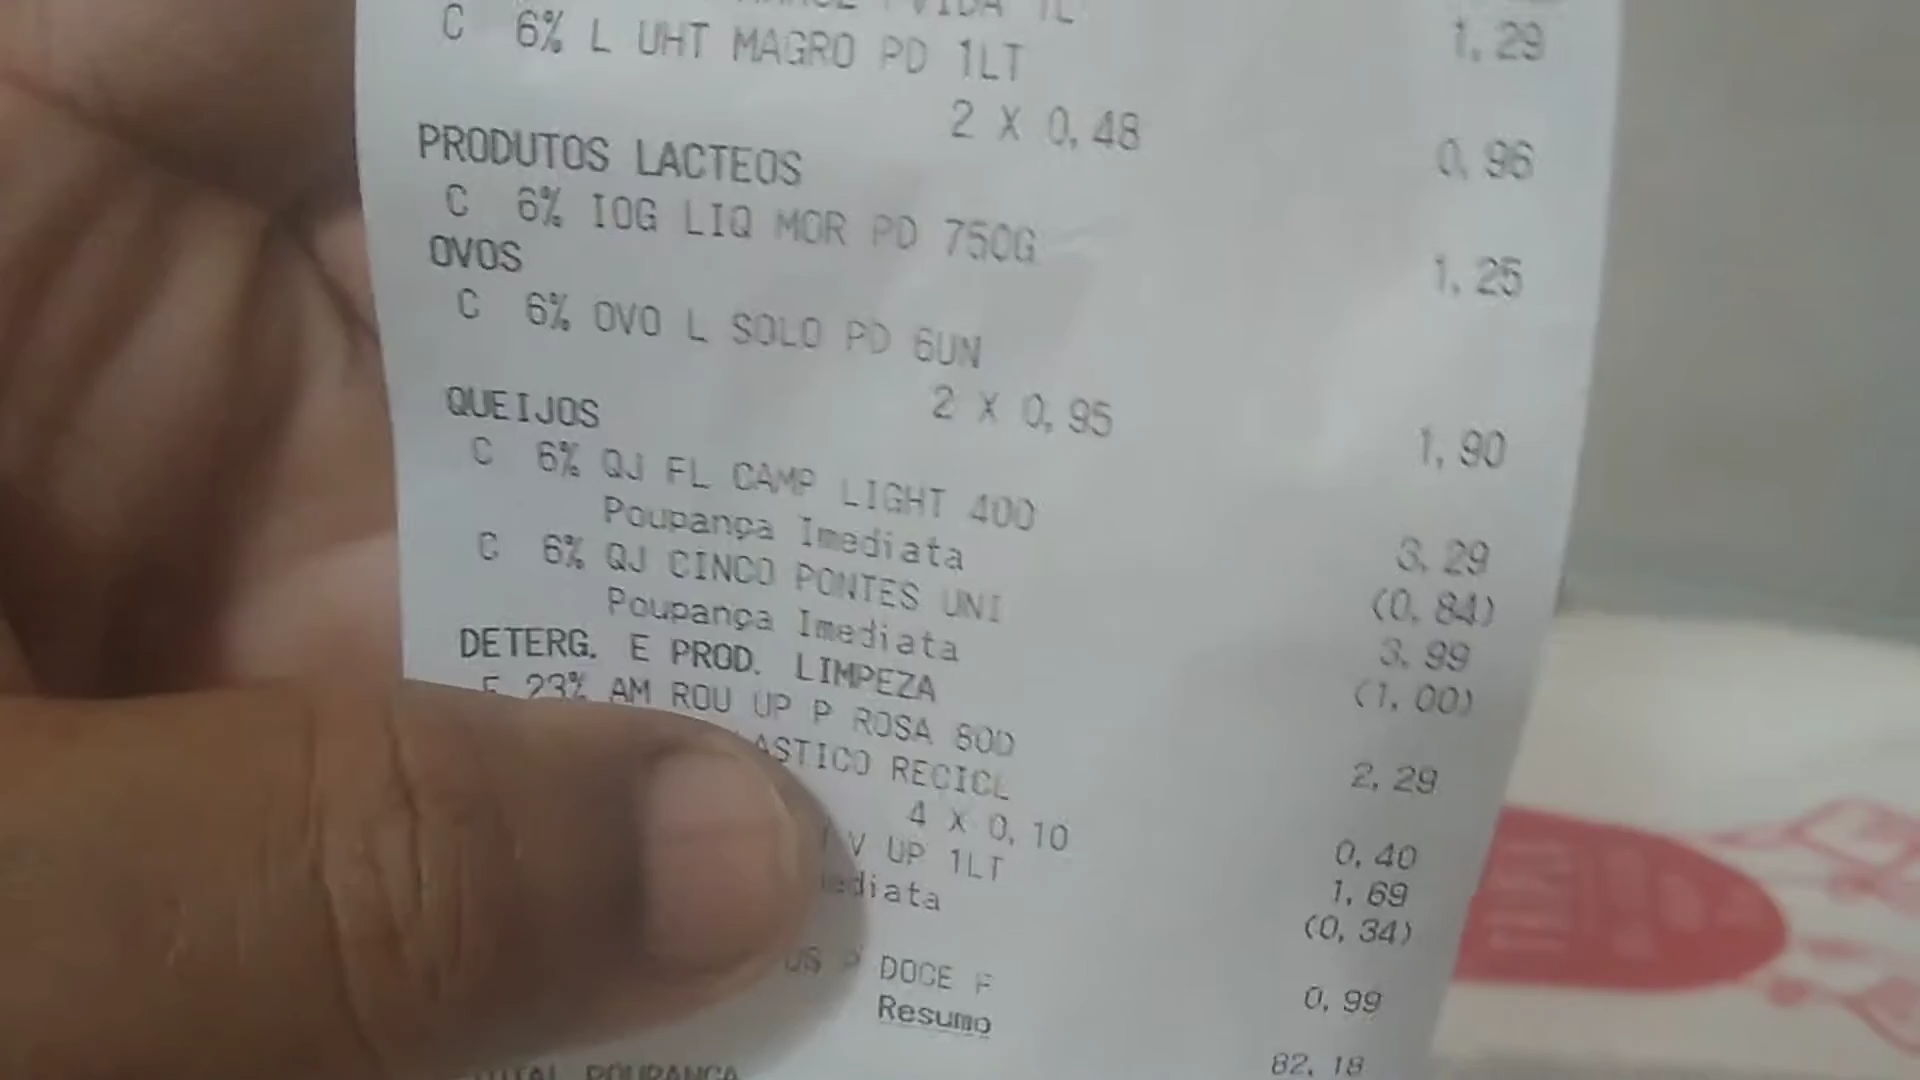 1L
1,29
C 6% L UHT MAGRO PD 1LT
2 X 0,48 0,96
PRODUTOS LACTEOS
C 6% IOG LIQ MOR PD 750G 1,25
OVOS
C 6% OVO L SOLO PD 6UN
2 X 0,95 1,90
QUEIJOS
C 6% QJ FL CAMP LIGHT 400 3,29
Poupança Imediata (0,84)
C 6% QJ CINCO PONTES UNI 3,99
Poupança Imediata (1,00)
DETERG. E PROD. LIMPEZA
23% AM ROU UP P ROSA 2,29
RECICL
4 X 0,10 0,40
V UP 1LT 1,69
(0,34)
DOCE F 0,99
Resumo
82,18
POUPANÇA